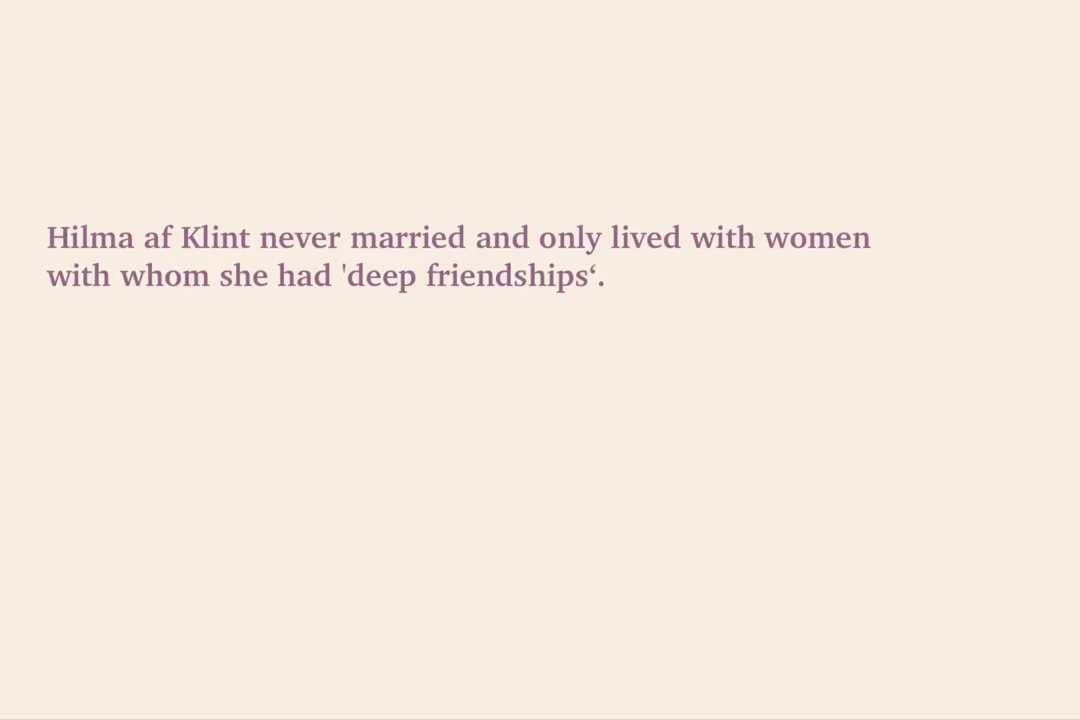 Hilma af Klint never married and only lived with women
with whom she had 'deep friendships‘.